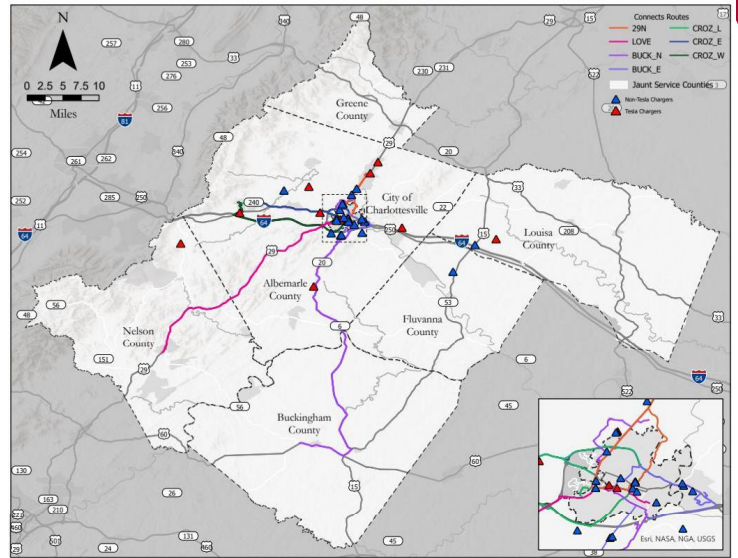 N
0 2.5 5 7.5 10
Miles
Connects Routes
29N
LOVE
BUCK_N
BUCK_E
CROZ_L
CROZ_E
CROZ_W
Jaunt Service Counties
Non-Tesla Chargers
Tesla Chargers
340
48
29
15
257
280
33
253
276
11
256
81
230
231
522
Greene
County
20
254
261
262
340
29
252
285
250
11
64
240
64
City of
Charlottesville
22
33
250
64
15
208
Louisa
County
29
20
Albemarle
County
53
Fluvanna
County
56
48
Nelson
County
151
29
6
6
33
64
250
522
56
Buckingham
County
45
60
60
130
26
15
163
210
501
24
29
131
460
45
Esri, NASA, NGA, USGS